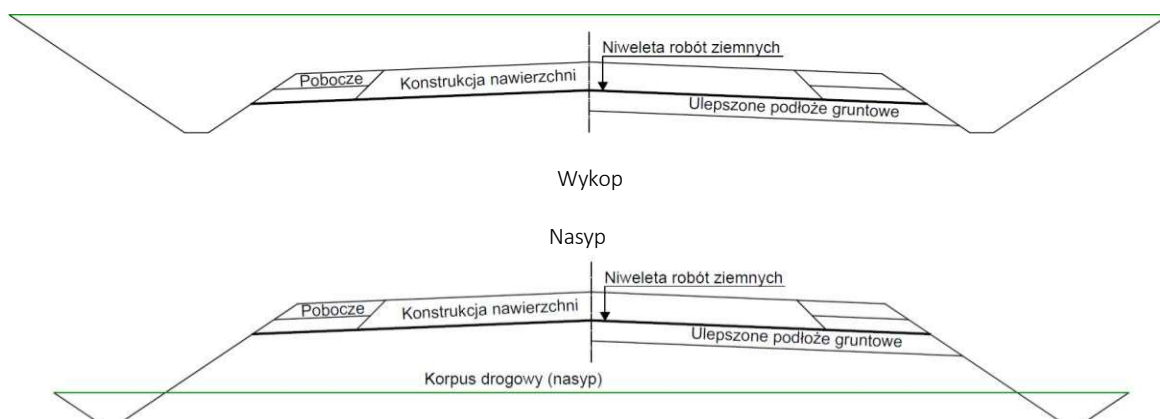 Niweleta robót ziemnych
Pobocze
Konstrukcja nawierzchni
Ulepszone podłoże gruntowe
Wykop
Nasyp
Niweleta robót ziemnych
Pobocze
Konstrukcja nawierzchni
Ulepszone podłoże gruntowe
Korpus drogowy (nasyp)